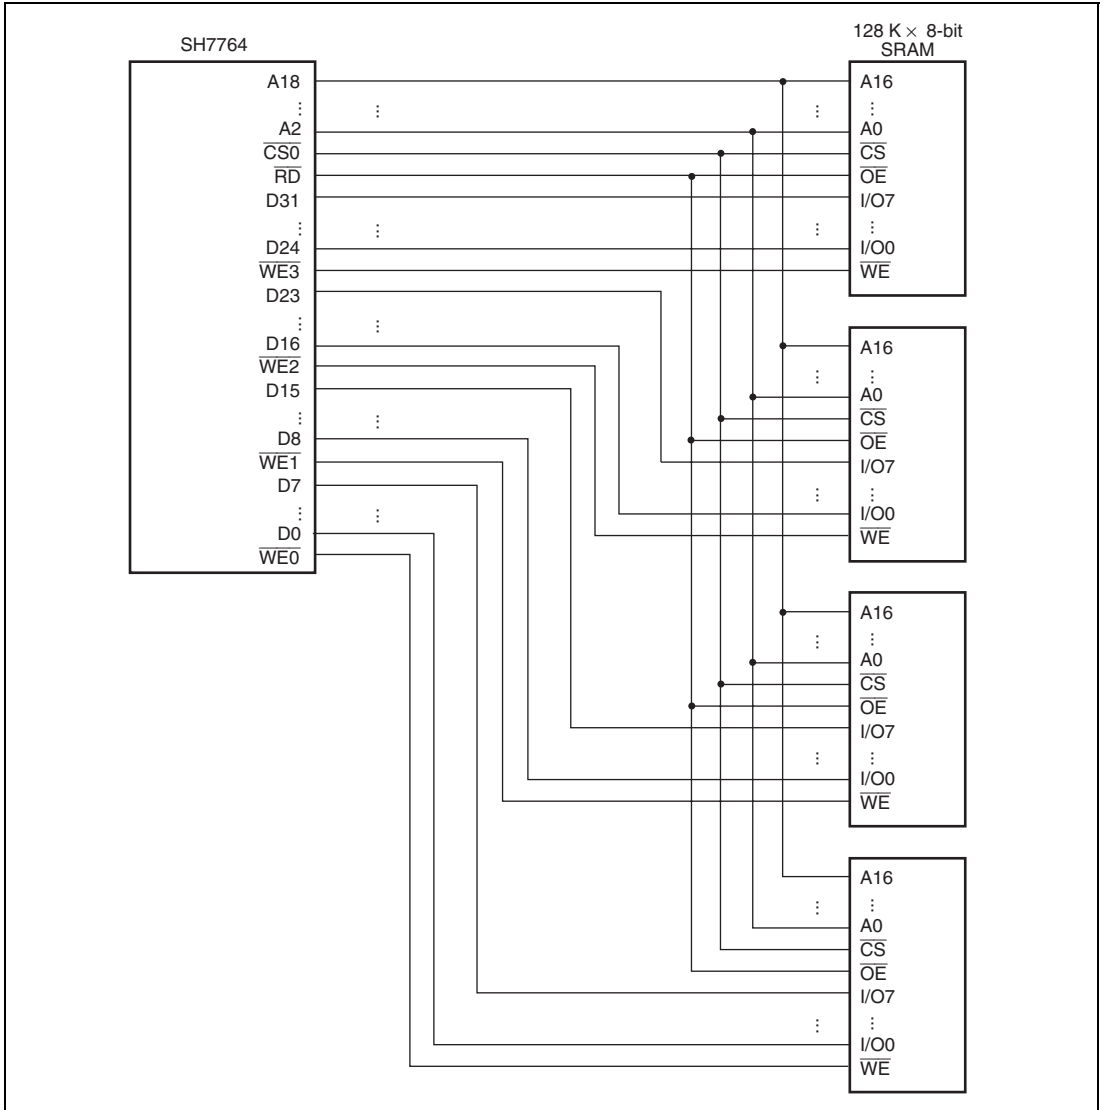 SH7764
A18
⋮
A2
CS0
RD
D31
⋮
D24
WE3
D23
⋮
D16
WE2
D15
⋮
D8
WE1
D7
⋮
D0
WE0
128 K × 8-bit
SRAM
A16
⋮
A0
CS
OE
I/O7
⋮
I/O0
WE
A16
⋮
A0
CS
OE
I/O7
⋮
I/O0
WE
A16
⋮
A0
CS
OE
I/O7
⋮
I/O0
WE
A16
⋮
A0
CS
OE
I/O7
⋮
I/O0
WE